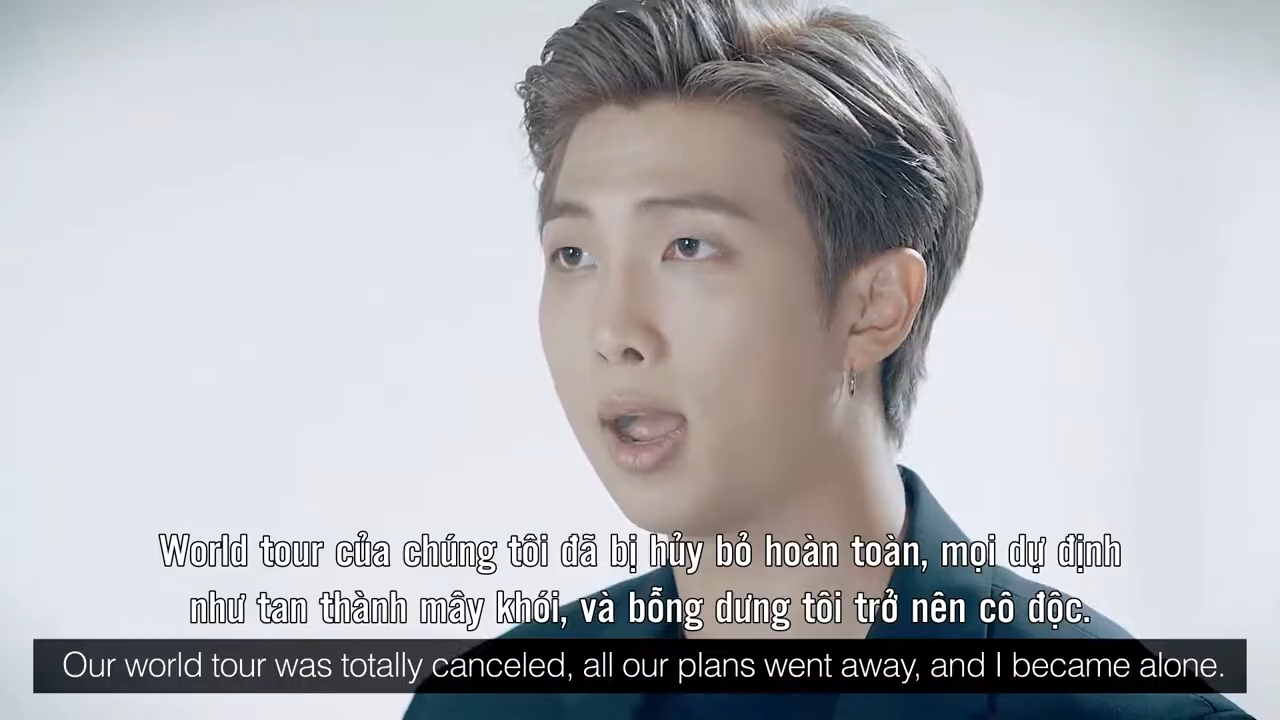 World tour của chúng tôi đã bị hủy bỏ hoàn toàn, mọi dự định
như tan thành mây khói, và bỗng dưng tôi trở nên cô độc.
Our world tour was totally canceled, all our plans went away, and I became alone.